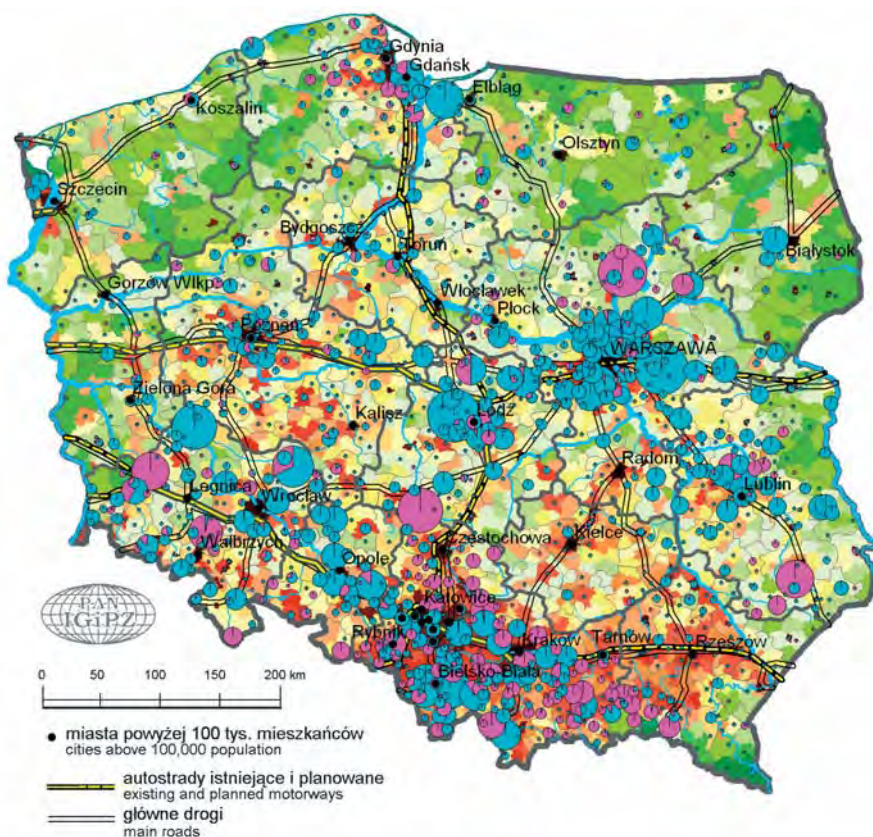 Gdynia
Gdańsk
Elbląg
Koszalin
Olsztyn
Szczecin
Białystok
Bydgoszcz
Toruń
Gorzów Wlkp.
Włocławek
Płock
Poznań
WARSZAWA
Zielona Góra
Kalisz
Łódź
Radom
Legnica
Wrocław
Lublin
Wałbrzych
Opole
Częstochowa
Kielce
Katowice
Rybnik
Kraków
Tarnów
Rzeszów
Bielsko-Biała
PAN
IGiPZ
0 50 100 150 200 km
miasta powyżej 100 tys. mieszkańców
cities above 100,000 population
autostrady istniejące i planowane
existing and planned motorways
główne drogi
main roads